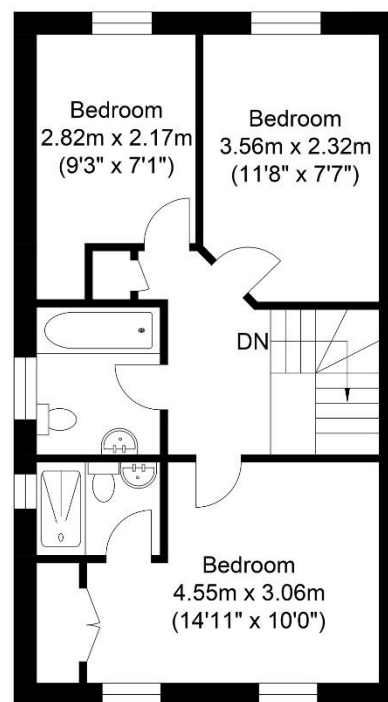 Bedroom
2.82m x 2.17m
(9'3" x 7'1")
Bedroom
3.56m x 2.32m
(11'8" x 7'7")
DN
Bedroom
4.55m x 3.06m
(14'11" x 10'0")